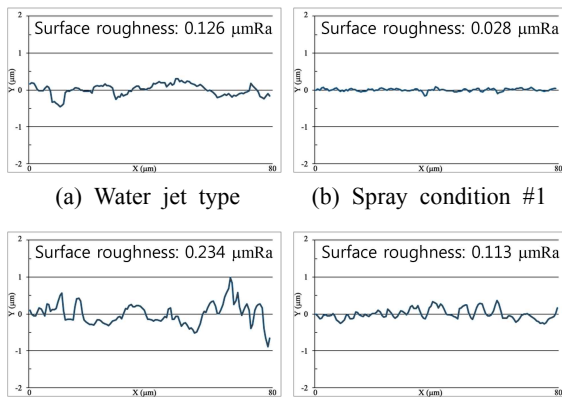 Surface roughness: 0.126 μmRa
2
1
0
-1
-2
Y (μm)
0
X (μm)
80
(a) Water jet type
Surface roughness: 0.028 μmRa
2
1
0
-1
-2
Y (μm)
0
X (μm)
80
(b) Spray condition #1
Surface roughness: 0.234 μmRa
2
1
0
-1
-2
Y (μm)
0
X (μm)
80
Surface roughness: 0.113 μmRa
2
1
0
-1
-2
Y (μm)
0
X (μm)
80